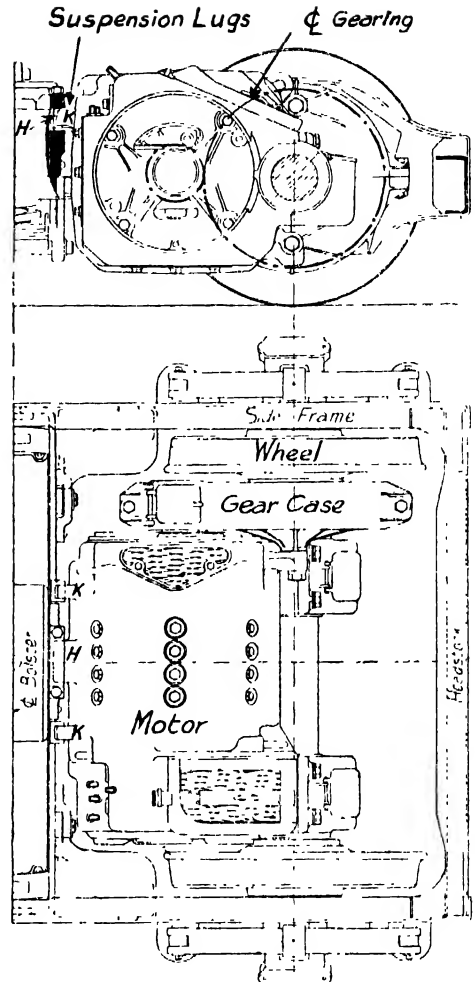 Suspension Lugs
℄ Gearing
K
H
Side Frame
Wheel
Gear Case
K
H
K
℄ Bolster
Motor
Headstock